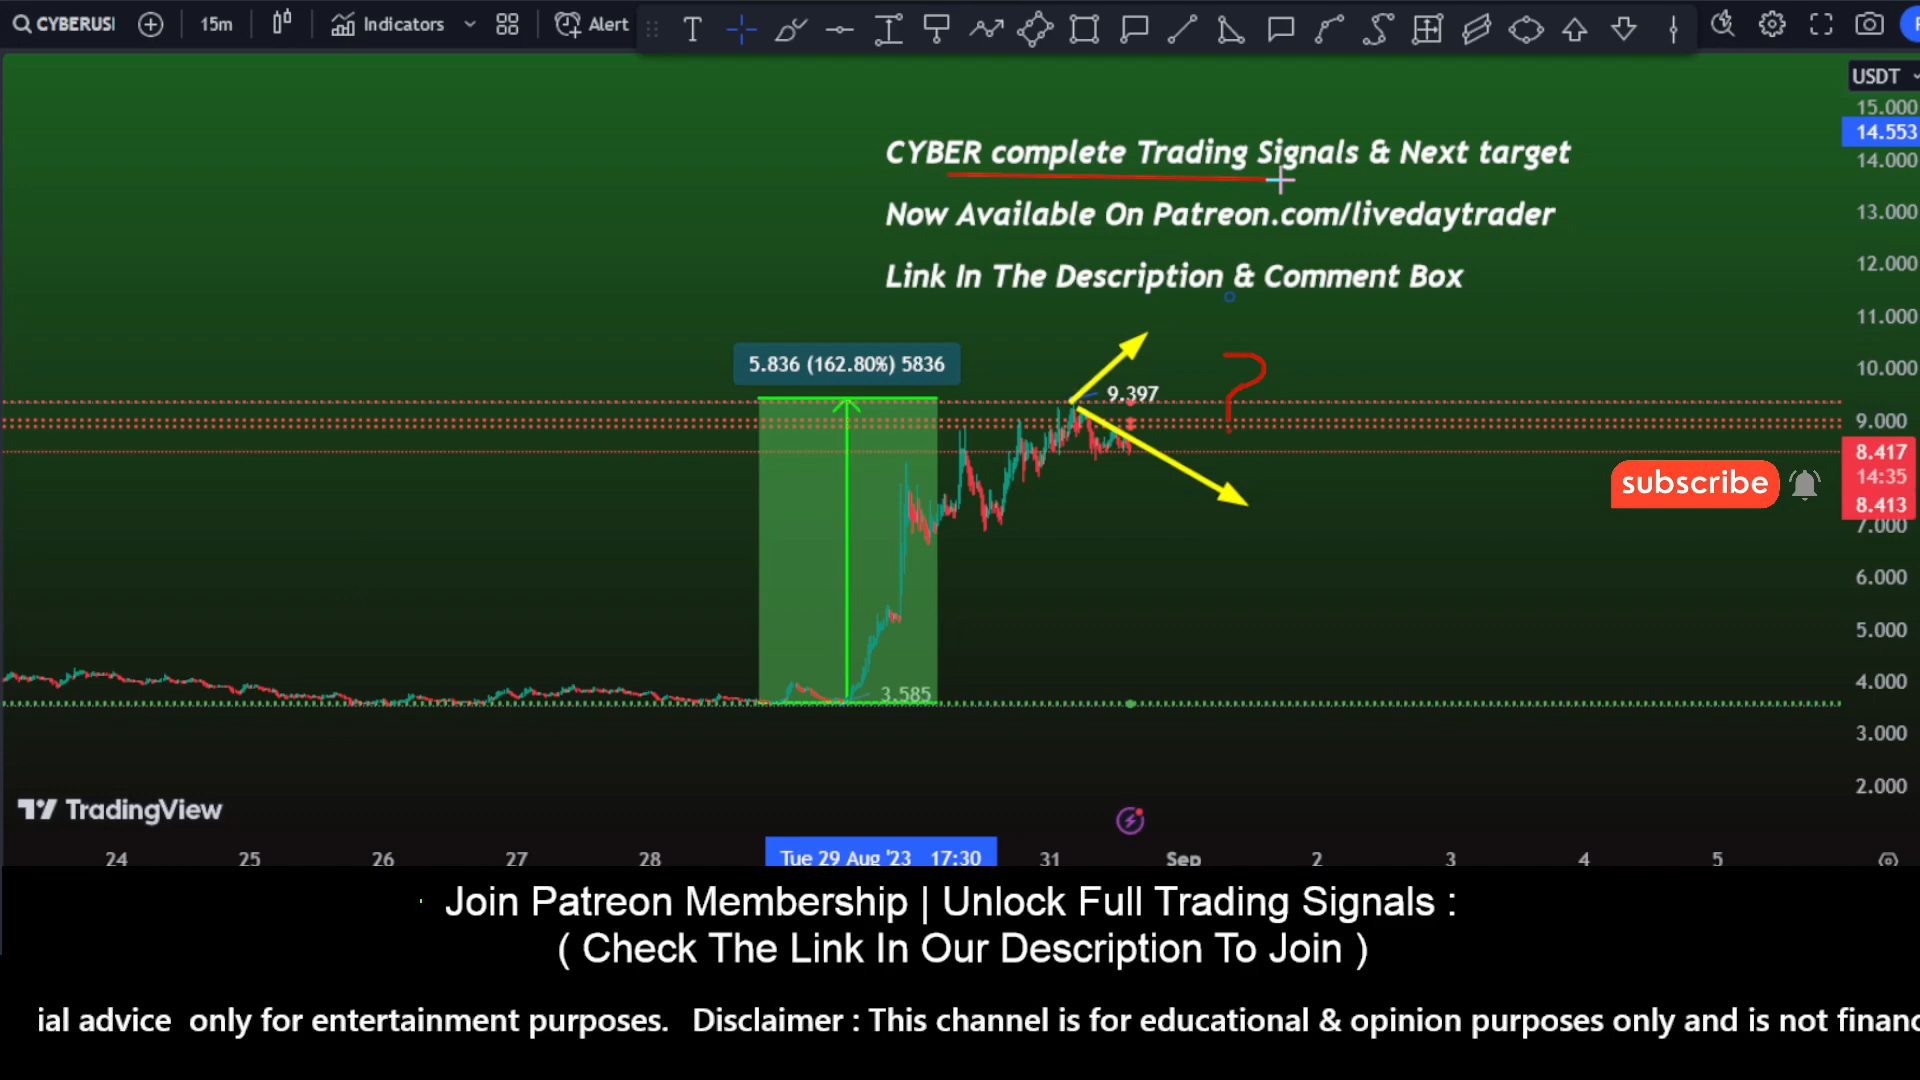 CYBERUSI
15m
Indicators
Alert
USDT
15.000
14.553
14.000
13.000
12.000
11.000
10.000
9.000
8.417
14:35
8.413
7.000
6.000
5.000
4.000
3.000
2.000
CYBER complete Trading Signals & Next target
Now Available On Patreon.com/livedaytrader
Link In The Description & Comment Box
5.836 (162.80%) 5836
9.397
?
subscribe
3.585
TradingView
24 25 26 27 28 Tue 29 Aug '23 17:30 31 Sep 2 3 4 5
Join Patreon Membership | Unlock Full Trading Signals :
( Check The Link In Our Description To Join )
ial advice only for entertainment purposes. Disclaimer : This channel is for educational & opinion purposes only and is not financ